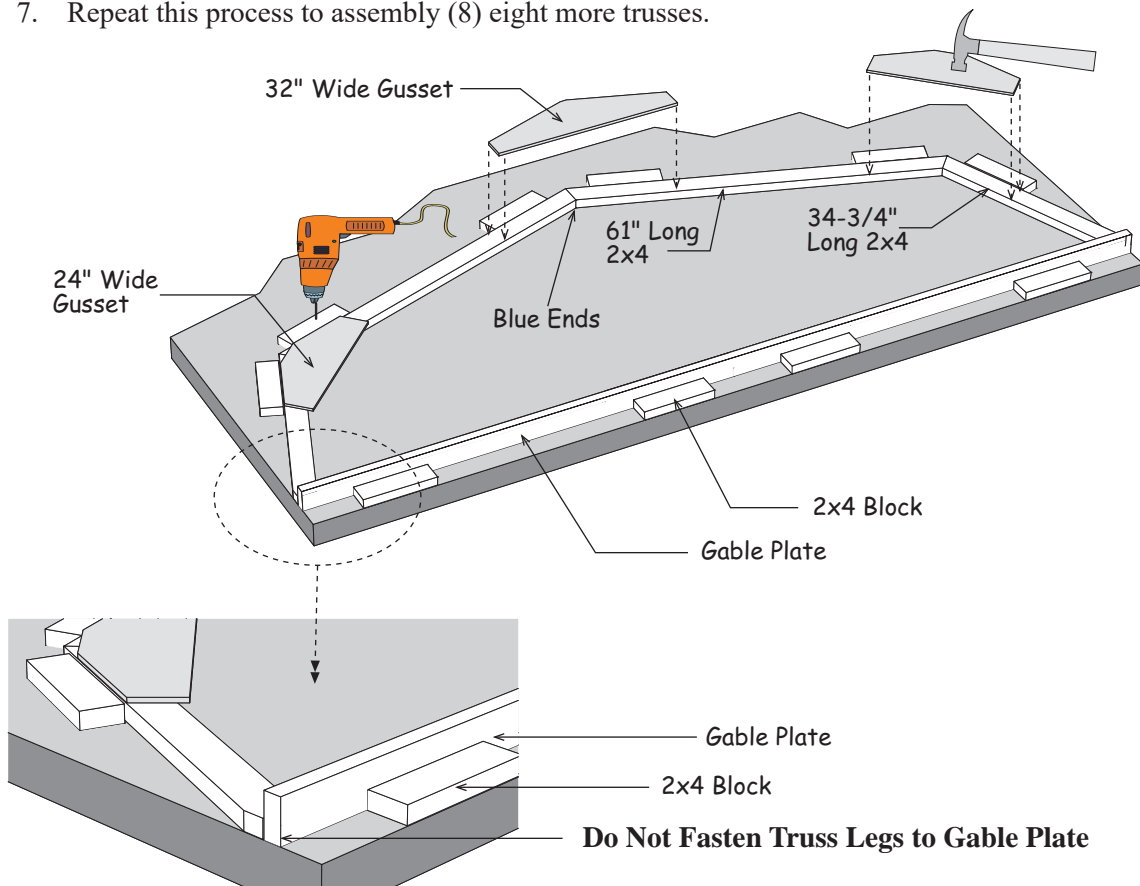 7. Repeat this process to assembly (8) eight more trusses.
32" Wide Gusset
61" Long
2x4
34-3/4"
Long 2x4
24" Wide
Gusset
Blue Ends
2x4 Block
Gable Plate
Gable Plate
2x4 Block
Do Not Fasten Truss Legs to Gable Plate